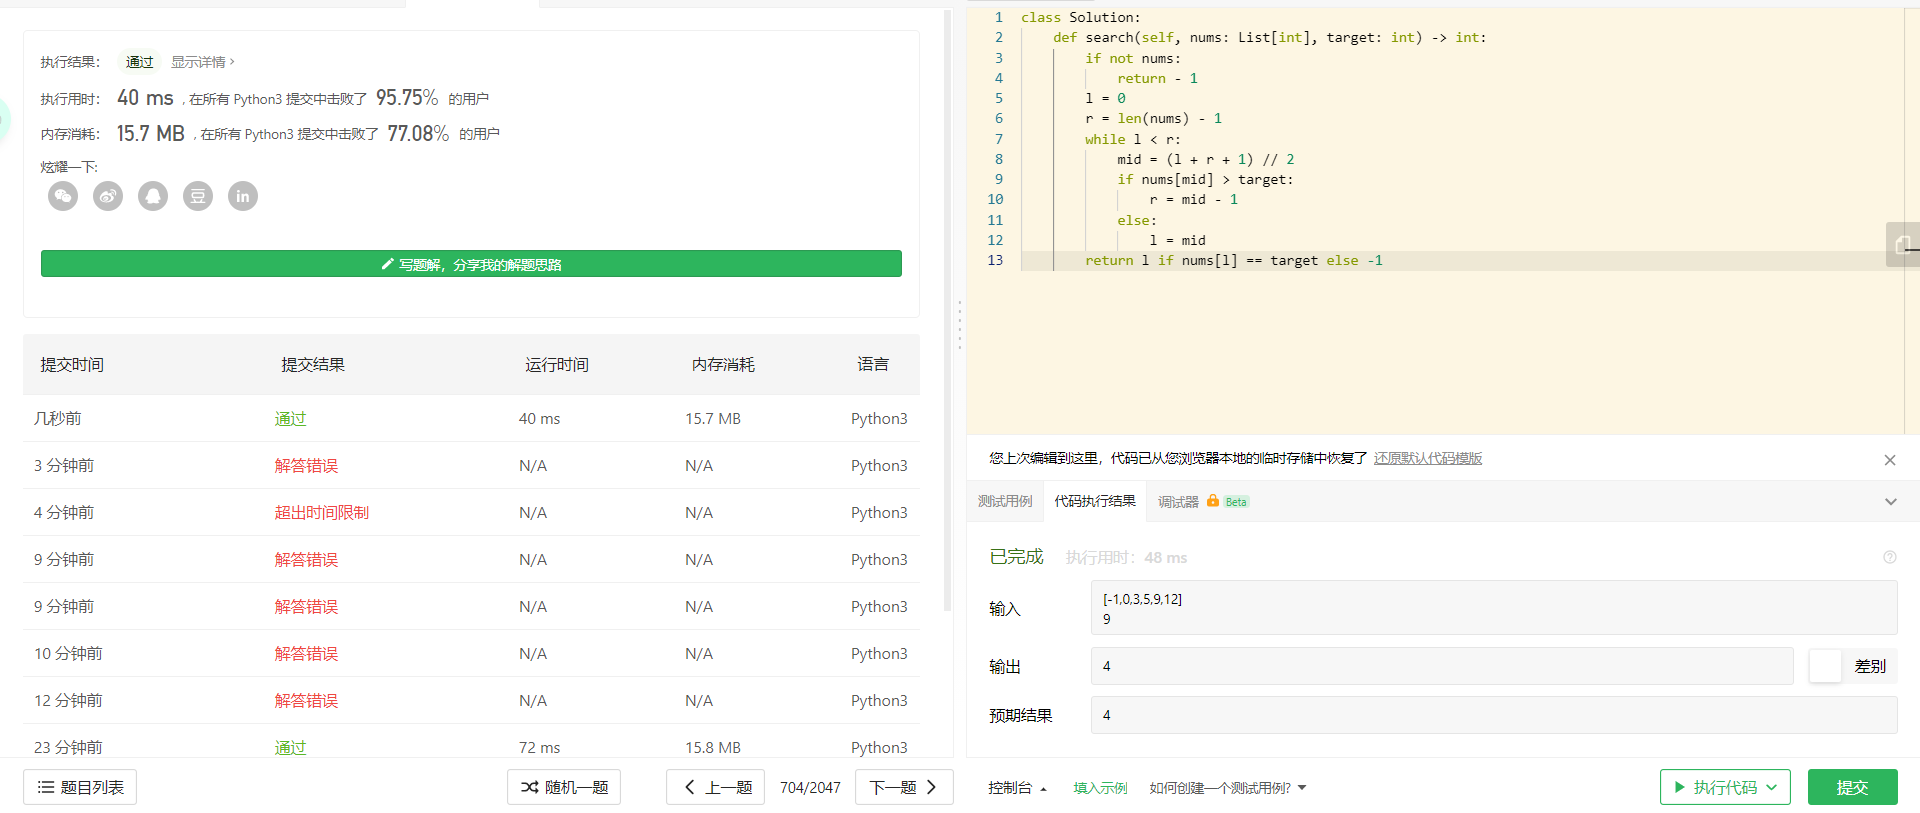 执行结果： 通过 显示详情 ›
执行用时： 40 ms , 在所有 Python3 提交中击败了 95.75% 的用户
内存消耗： 15.7 MB , 在所有 Python3 提交中击败了 77.08% 的用户
炫耀一下:
豆 in
写题解，分享我的解题思路
提交时间 提交结果 运行时间 内存消耗 语言
几秒前 通过 40 ms 15.7 MB Python3
3 分钟前 解答错误 N/A N/A Python3
4 分钟前 超出时间限制 N/A N/A Python3
9 分钟前 解答错误 N/A N/A Python3
9 分钟前 解答错误 N/A N/A Python3
10 分钟前 解答错误 N/A N/A Python3
12 分钟前 解答错误 N/A N/A Python3
23 分钟前 通过 72 ms 15.8 MB Python3
题目列表 随机一题 上一题 704/2047 下一题
1 class Solution:
2 def search(self, nums: List[int], target: int) -> int:
3 if not nums:
4 return - 1
5 l = 0
6 r = len(nums) - 1
7 while l < r:
8 mid = (l + r + 1) // 2
9 if nums[mid] > target:
10 r = mid - 1
11 else:
12 l = mid
13 return l if nums[l] == target else -1
您上次编辑到这里，代码已从您浏览器本地的临时存储中恢复了 还原默认代码模版
测试用例 代码执行结果 调试器 Beta
已完成 执行用时：48 ms
输入 [-1,0,3,5,9,12]
9
输出 4 差别
预期结果 4
控制台 填入示例 如何创建一个测试用例? 执行代码 提交